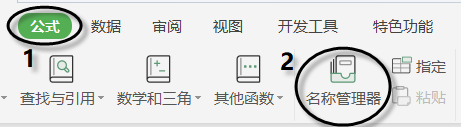 公式 数据 审阅 视图 开发工具 特色功能
1 2
指定
查找与引用 数学和三角 其他函数 名称管理器 粘贴